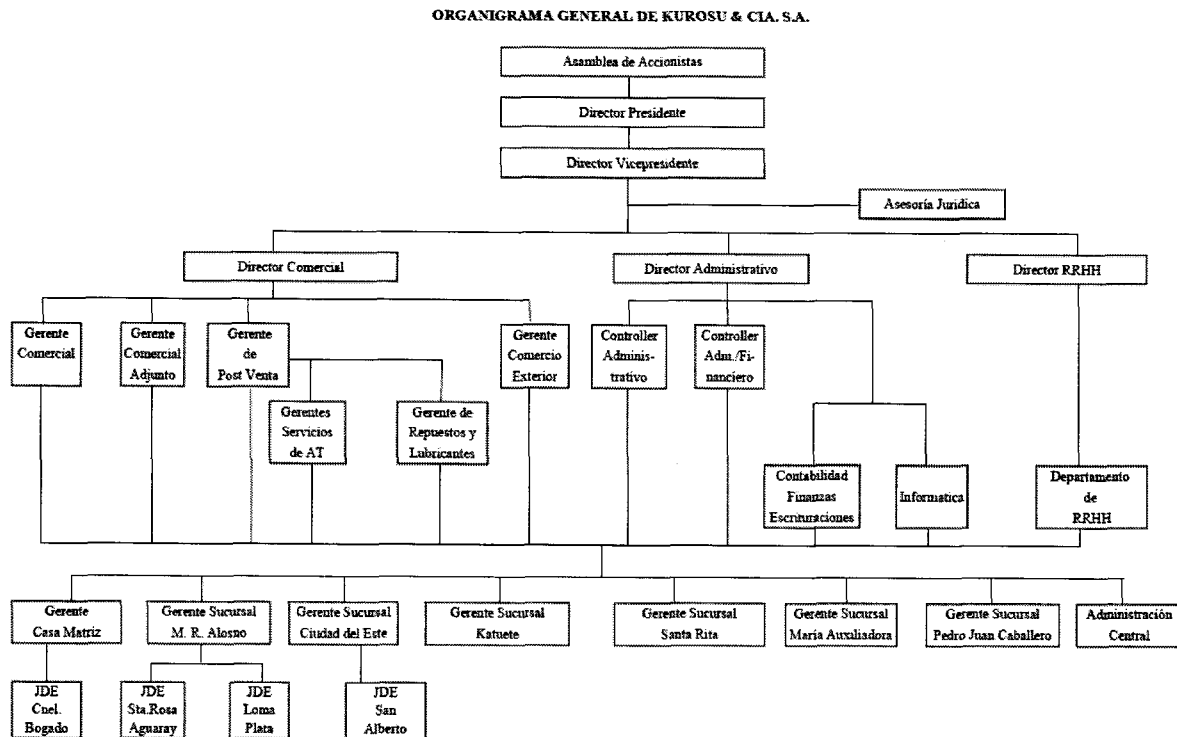 ORGANIGRAMA GENERAL DE KUROSU & CIA. S.A.
Asamblea de Accionistas
Director Presidente
Director Vicepresidente
Asesoría Juridica
Director Comercial
Director Administrativo
Director RRHH
Gerente
Comercial
Gerente
Comercial
Adjunto
Gerente
de
Post Venta
Gerente
Comercio
Exterior
Controller
Adminis-
trativo
Controller
Adm./Fi-
nanciero
Gerentes
Servicios
de AT
Gerente de
Repuestos y
Lubricantes
Contabilidad
Finanzas
Escrituraciones
Informatica
Departamento
de
RRHH
Gerente
Casa Matriz
Gerente Sucursal
M. R. Alosno
Gerente Sucursal
Ciudad del Este
Gerente Sucursal
Katuete
Gerente Sucursal
Santa Rita
Gerente Sucursal
María Auxiliadora
Gerente Sucursal
Pedro Juan Caballero
Administración
Central
JDE
Cnel.
Bogado
JDE
Sta.Rosa
Aguaray
JDE
Loma
Plata
JDE
San
Alberto